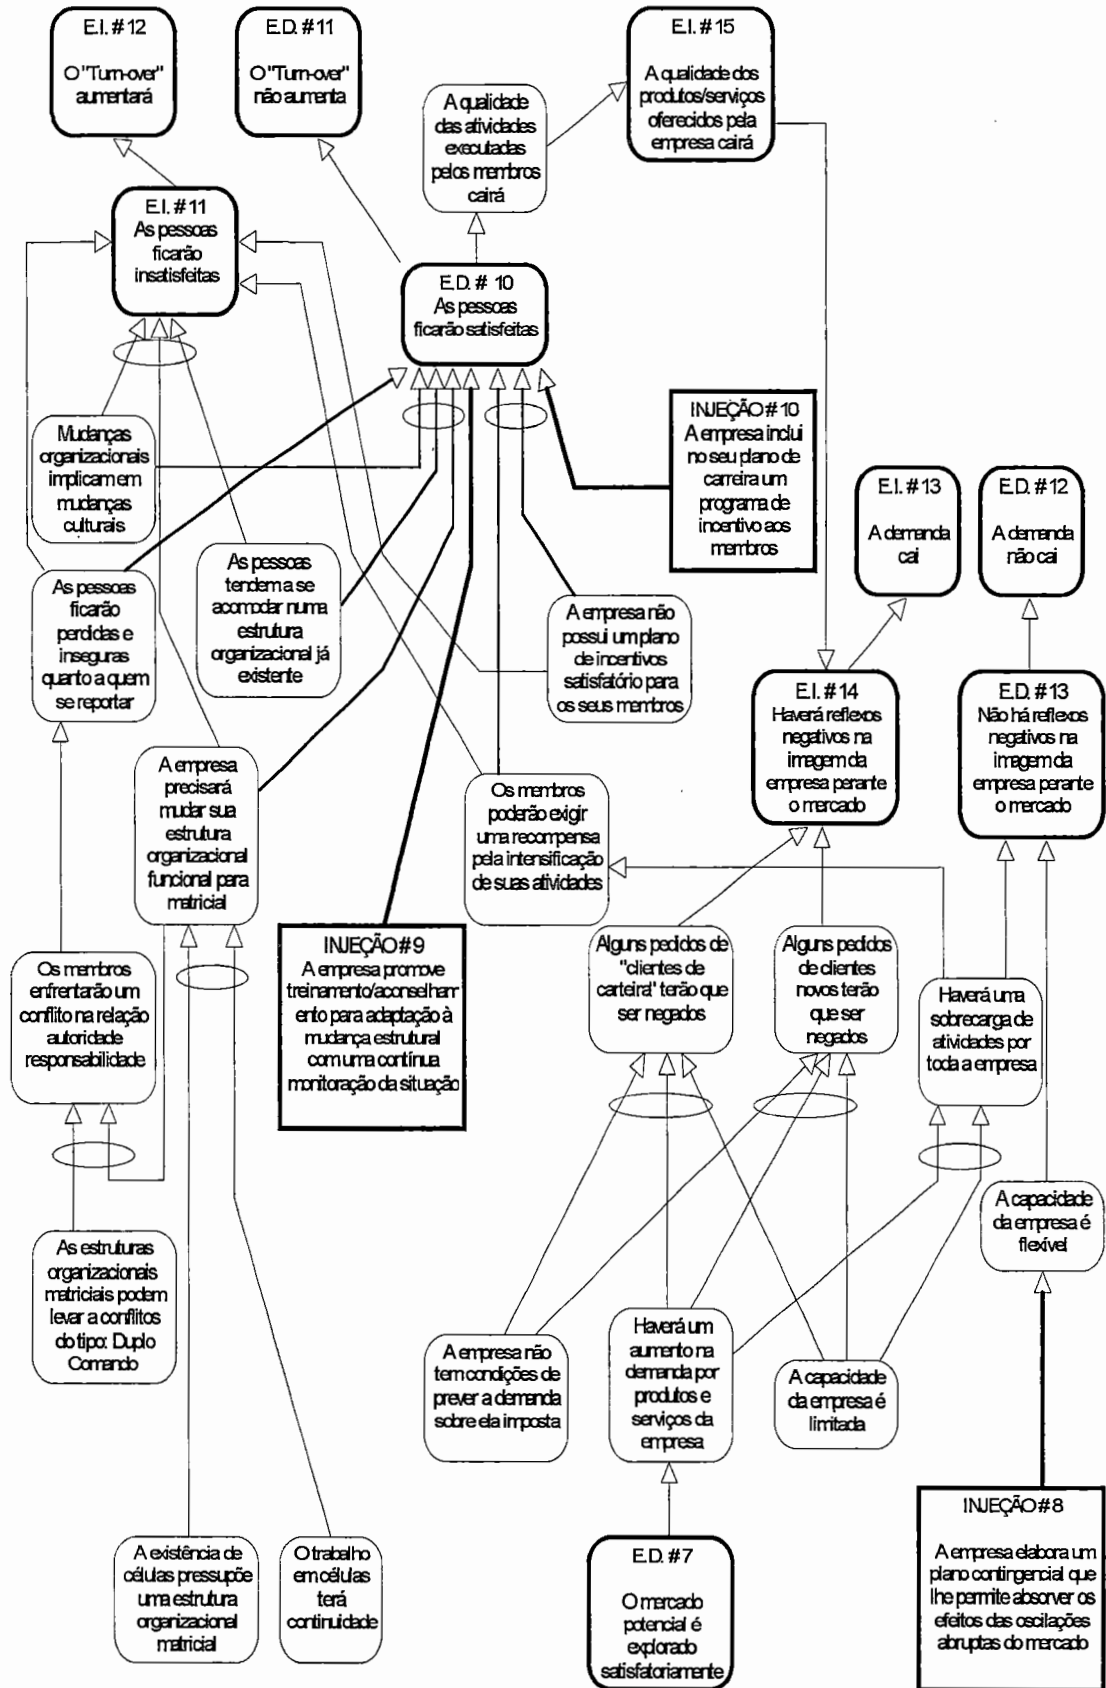 E.I. # 12
O "Turn-over"
aumentará
E.D. # 11
O "Turn-over"
não aumenta
E.I. # 15
A qualidade dos
produtos/serviços
oferecidos pela
empresa cairá
A qualidade
das atividades
executadas
pelos membros
cairá
E.I. # 11
As pessoas
ficarão
insatisfeitas
E.D. # 10
As pessoas
ficarão satisfeitas
INJEÇÃO # 10
A empresa inclui
no seu plano de
carreira um
programa de
incentivo aos
membros
Mudanças
organizacionais
implicam em
mudanças
culturais
E.I. # 13
A demanda
cai
E.D. # 12
A demanda
não cai
As pessoas
tendem a se
acomodar numa
estrutura
organizacional já
existente
As pessoas
ficarão
perdidas e
inseguras
quanto a quem
se reportar
A empresa não
possui um plano
de incentivos
satisfatório para
os seus membros
E.I. # 14
Haverá reflexos
negativos na
imagem da
empresa perante
o mercado
E.D. # 13
Não há reflexos
negativos na
imagem da
empresa perante
o mercado
A empresa
precisará
mudar sua
estrutura
organizacional
funcional para
matricial
Os membros
poderão exigir
uma recompensa
pela intensificação
de suas atividades
INJEÇÃO # 9
A empresa promove
treinamento/aconselham
ento para adaptação à
mudança estrutural
com uma contínua
monitoração da situação
Alguns pedidos de
"clientes de
carteira" terão que
ser negados
Alguns pedidos
de clientes
novos terão
que ser
negados
Os membros
enfrentarão um
conflito na relação
autoridade
responsabilidade
Haverá uma
sobrecarga de
atividades por
toda a empresa
A capacidade
da empresa é
flexível
As estruturas
organizacionais
matriciais podem
levar a conflitos
do tipo: Duplo
Comando
A empresa não
tem condições de
prever a demanda
sobre ela imposta
Haverá um
aumento na
demanda por
produtos e
serviços da
empresa
A capacidade
da empresa é
limitada
INJEÇÃO # 8
A empresa elabora um
plano contingencial que
lhe permite absorver os
efeitos das oscilações
abruptas do mercado
A existência de
células pressupõe
uma estrutura
organizacional
matricial
O trabalho
em células
terá
continuidade
E.D. # 7
O mercado
potencial é
explorado
satisfatoriamente